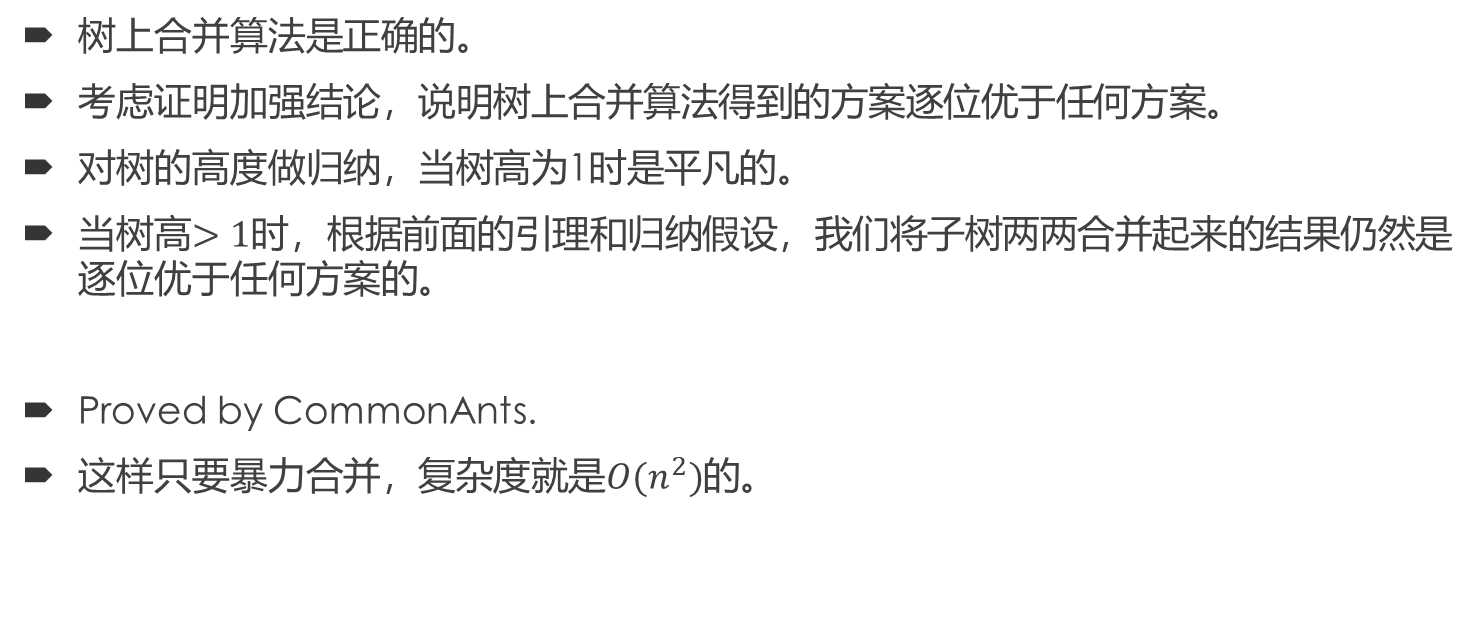 树上合并算法是正确的。
考虑证明加强结论，说明树上合并算法得到的方案逐位优于任何方案。
对树的高度做归纳，当树高为1时是平凡的。
当树高> 1时，根据前面的引理和归纳假设，我们将子树两两合并起来的结果仍然是
逐位优于任何方案的。
Proved by CommonAnts.
这样只要暴力合并，复杂度就是O(n²)的。